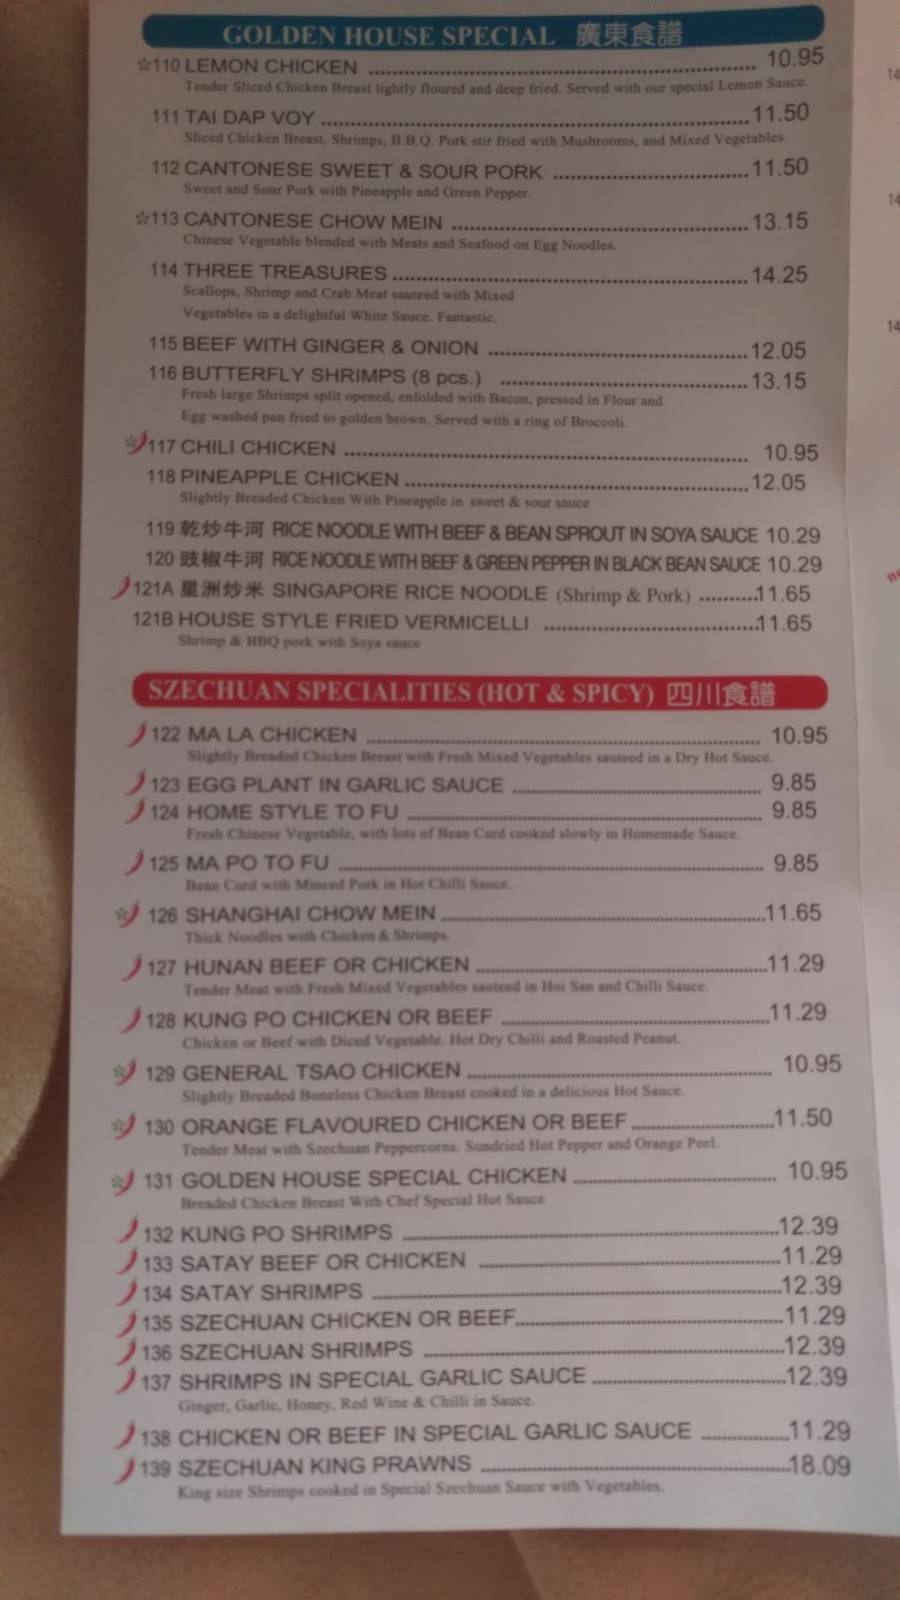 GOLDEN HOUSE SPECIAL 廣東食譜
☆110 LEMON CHICKEN 10.95
Tender Sliced Chicken Breast lightly floured and deep fried. Served with our special Lemon Sauce.
111 TAI DAP VOY 11.50
Sliced Chicken Breast, Shrimps, B.B.Q. Pork stir fried with Mushrooms, and Mixed Vegetables.
112 CANTONESE SWEET & SOUR PORK 11.50
Sweet and Sour Pork with Pineapple and Green Pepper.
☆113 CANTONESE CHOW MEIN 13.15
Chinese Vegetable blended with Meats and Seafood on Egg Noodles.
114 THREE TREASURES 14.25
Scallops, Shrimp and Crab Meat sauteed with Mixed
Vegetables in a delightful White Sauce. Fantastic.
115 BEEF WITH GINGER & ONION 12.05
116 BUTTERFLY SHRIMPS (8 pcs.) 13.15
Fresh large Shrimps split opened, enfolded with Bacon, pressed in Flour and
Egg washed pan fried to golden brown. Served with a ring of Broccoli.
☆117 CHILI CHICKEN 10.95
118 PINEAPPLE CHICKEN 12.05
Slightly Breaded Chicken With Pineapple in sweet & sour sauce
119 乾炒牛河 RICE NOODLE WITH BEEF & BEAN SPROUT IN SOYA SAUCE 10.29
120 豉椒牛河 RICE NOODLE WITH BEEF & GREEN PEPPER IN BLACK BEAN SAUCE 10.29
121A 星洲炒米 SINGAPORE RICE NOODLE (Shrimp & Pork) 11.65
121B HOUSE STYLE FRIED VERMICELLI 11.65
Shrimp & BBQ pork with Soya sauce
SZECHUAN SPECIALITIES (HOT & SPICY) 四川食譜
122 MA LA CHICKEN 10.95
Slightly Breaded Chicken Breast with Fresh Mixed Vegetables sauteed in a Dry Hot Sauce.
123 EGG PLANT IN GARLIC SAUCE 9.85
124 HOME STYLE TO FU 9.85
Fresh Chinese Vegetable, with lots of Bean Curd cooked slowly in Homemade Sauce.
125 MA PO TO FU 9.85
Bean Curd with Minced Pork in Hot Chilli Sauce.
☆126 SHANGHAI CHOW MEIN 11.65
Thick Noodles with Chicken & Shrimps.
127 HUNAN BEEF OR CHICKEN 11.29
Tender Meat with Fresh Mixed Vegetables sauteed in Hoi San and Chilli Sauce.
128 KUNG PO CHICKEN OR BEEF 11.29
Chicken or Beef with Diced Vegetable. Hot Dry Chilli and Roasted Peanut.
☆129 GENERAL TSAO CHICKEN 10.95
Slightly Breaded Boneless Chicken Breast cooked in a delicious Hot Sauce.
☆130 ORANGE FLAVOURED CHICKEN OR BEEF 11.50
Tender Meat with Szechuan Peppercorns. Sundried Hot Pepper and Orange Peel.
☆131 GOLDEN HOUSE SPECIAL CHICKEN 10.95
Breaded Chicken Breast With Chef Special Hot Sauce
132 KUNG PO SHRIMPS 12.39
133 SATAY BEEF OR CHICKEN 11.29
134 SATAY SHRIMPS 12.39
135 SZECHUAN CHICKEN OR BEEF 11.29
136 SZECHUAN SHRIMPS 12.39
137 SHRIMPS IN SPECIAL GARLIC SAUCE 12.39
Ginger, Garlic, Honey, Red Wine & Chilli in Sauce.
138 CHICKEN OR BEEF IN SPECIAL GARLIC SAUCE 11.29
139 SZECHUAN KING PRAWNS 18.09
King size Shrimps cooked in Special Szechuan Sauce with Vegetables.